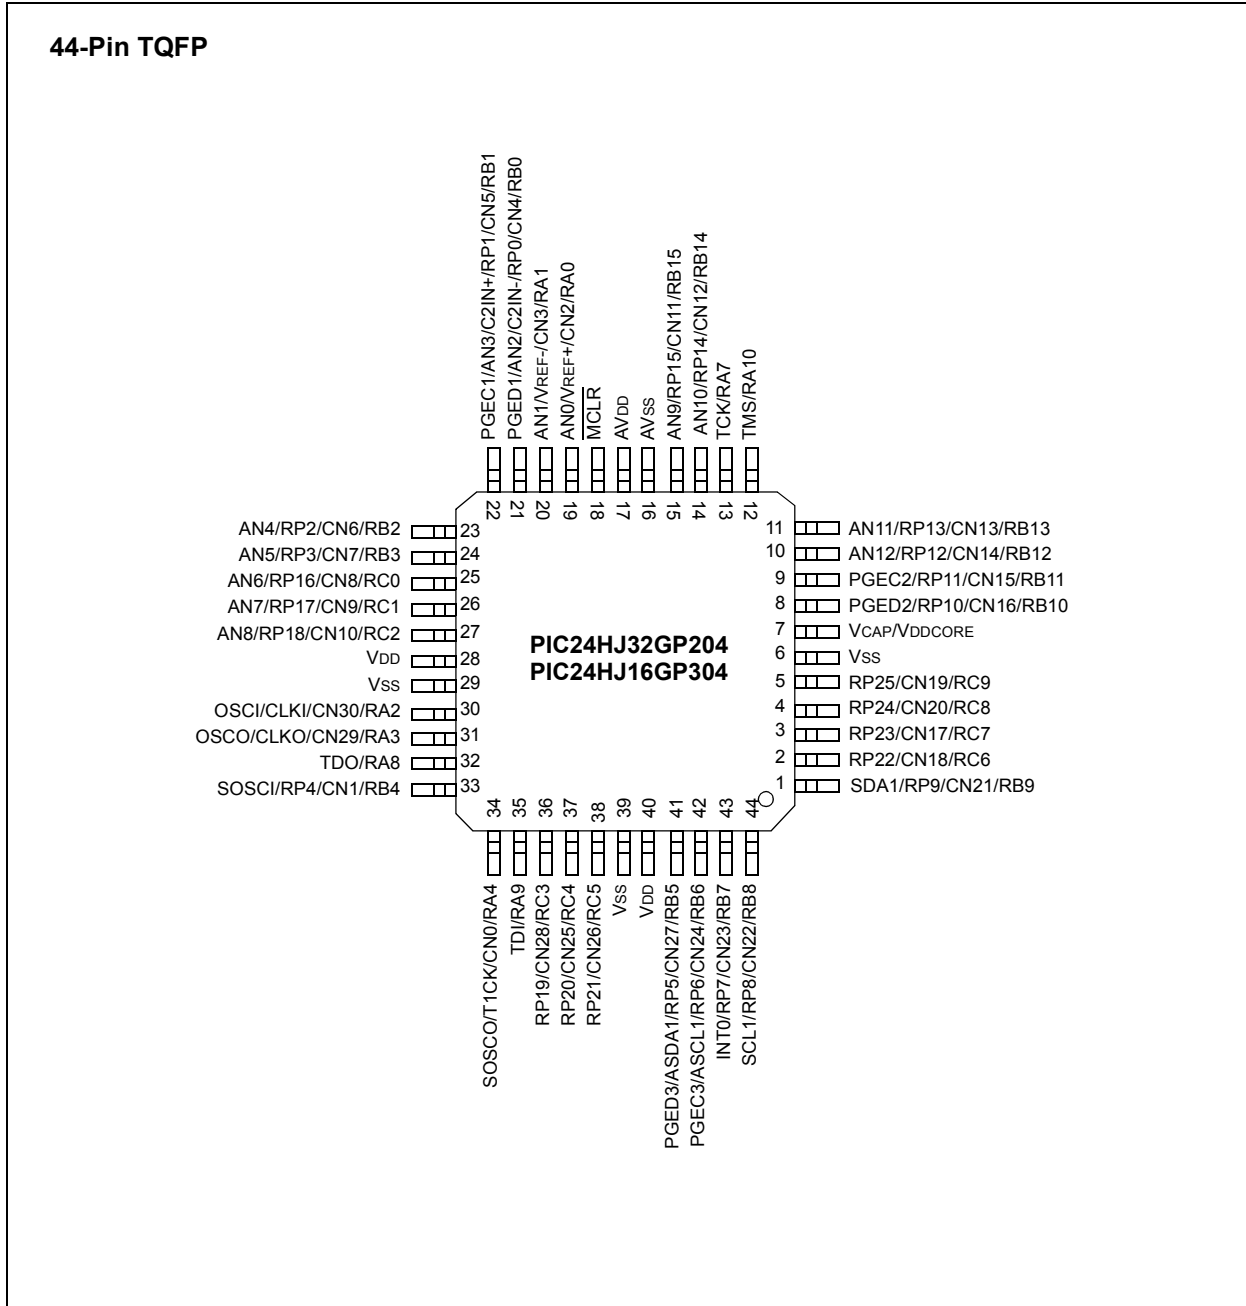 44-Pin TQFP
PGEC1/AN3/C2IN+/RP1/CN5/RB1
PGED1/AN2/C2IN-/RP0/CN4/RB0
AN1/VREF-/CN3/RA1
AN0/VREF+/CN2/RA0
MCLR
AVDD
AVSS
AN9/RP15/CN11/RB15
AN10/RP14/CN12/RB14
TCK/RA7
TMS/RA10
22
21
20
19
18
17
16
15
14
13
12
AN4/RP2/CN6/RB2 23
AN5/RP3/CN7/RB3 24
AN6/RP16/CN8/RC0 25
AN7/RP17/CN9/RC1 26
AN8/RP18/CN10/RC2 27
VDD 28
VSS 29
OSCI/CLKI/CN30/RA2 30
OSCO/CLKO/CN29/RA3 31
TDO/RA8 32
SOSCI/RP4/CN1/RB4 33
PIC24HJ32GP204
PIC24HJ16GP304
11 AN11/RP13/CN13/RB13
10 AN12/RP12/CN14/RB12
9 PGEC2/RP11/CN15/RB11
8 PGED2/RP10/CN16/RB10
7 VCAP/VDDCORE
6 VSS
5 RP25/CN19/RC9
4 RP24/CN20/RC8
3 RP23/CN17/RC7
2 RP22/CN18/RC6
1 SDA1/RP9/CN21/RB9
34
35
36
37
38
39
40
41
42
43
44
SOSCO/T1CK/CN0/RA4
TDI/RA9
RP19/CN28/RC3
RP20/CN25/RC4
RP21/CN26/RC5
VSS
VDD
PGED3/ASDA1/RP5/CN27/RB5
PGEC3/ASCL1/RP6/CN24/RB6
INT0/RP7/CN23/RB7
SCL1/RP8/CN22/RB8